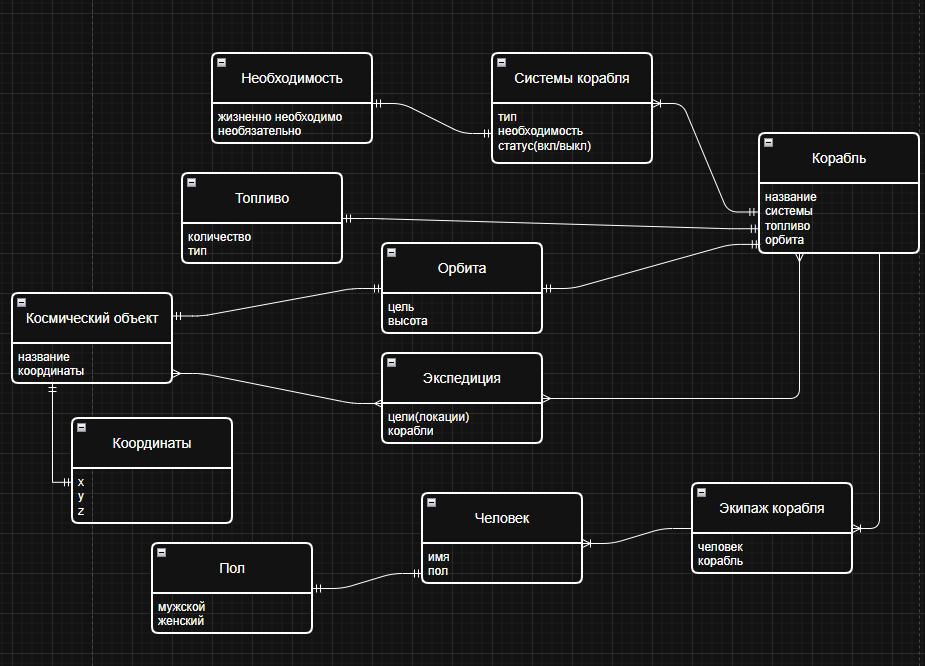 Необходимость
жизненно необходимо
необязательно
Системы корабля
тип
необходимость
статус(вкл/выкл)
Корабль
название
системы
топливо
орбита
Топливо
количество
тип
Орбита
цель
высота
Космический объект
название
координаты
Экспедиция
цели(локации)
корабли
Координаты
x
y
z
Человек
имя
пол
Экипаж корабля
человек
корабль
Пол
мужской
женский